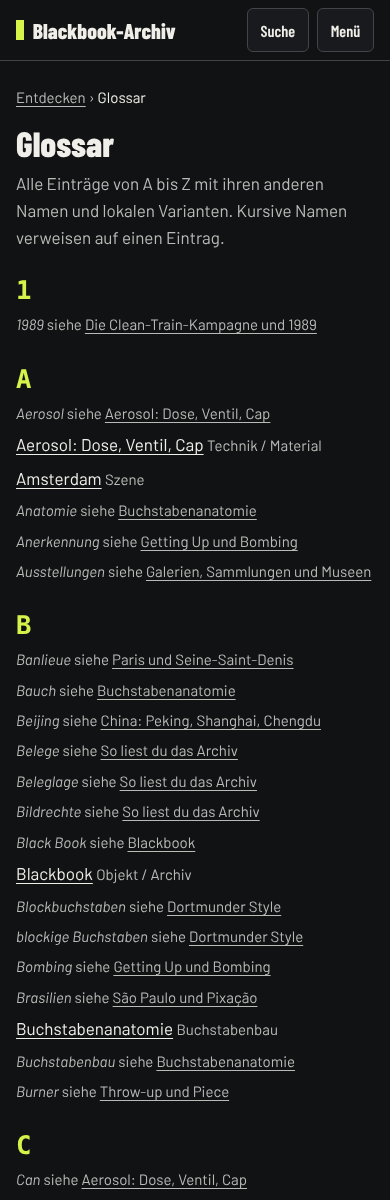 Blackbook-Archiv
Suche
Menü
Entdecken › Glossar
Glossar
Alle Einträge von A bis Z mit ihren anderen
Namen und lokalen Varianten. Kursive Namen
verweisen auf einen Eintrag.
1
1989 siehe Die Clean-Train-Kampagne und 1989
A
Aerosol siehe Aerosol: Dose, Ventil, Cap
Aerosol: Dose, Ventil, Cap Technik / Material
Amsterdam Szene
Anatomie siehe Buchstabenanatomie
Anerkennung siehe Getting Up und Bombing
Ausstellungen siehe Galerien, Sammlungen und Museen
B
Banlieue siehe Paris und Seine-Saint-Denis
Bauch siehe Buchstabenanatomie
Beijing siehe China: Peking, Shanghai, Chengdu
Belege siehe So liest du das Archiv
Beleglage siehe So liest du das Archiv
Bildrechte siehe So liest du das Archiv
Black Book siehe Blackbook
Blackbook Objekt / Archiv
Blockbuchstaben siehe Dortmunder Style
blockige Buchstaben siehe Dortmunder Style
Bombing siehe Getting Up und Bombing
Brasilien siehe São Paulo und Pixação
Buchstabenanatomie Buchstabenbau
Buchstabenbau siehe Buchstabenanatomie
Burner siehe Throw-up und Piece
C
Can siehe Aerosol: Dose, Ventil, Cap